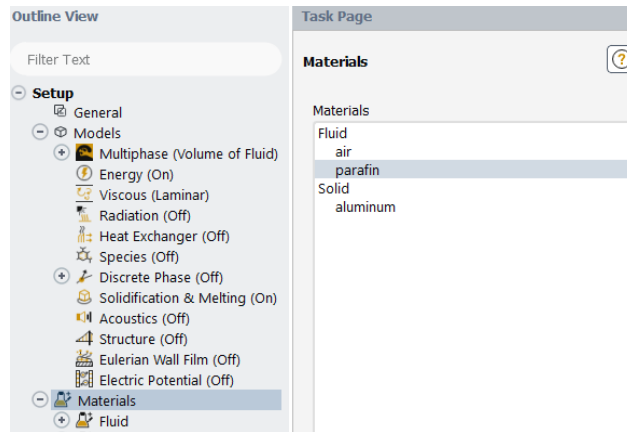 Outline View
Filter Text
Setup
General
Models
Multiphase (Volume of Fluid)
Energy (On)
Viscous (Laminar)
Radiation (Off)
Heat Exchanger (Off)
Species (Off)
Discrete Phase (Off)
Solidification & Melting (On)
Acoustics (Off)
Structure (Off)
Eulerian Wall Film (Off)
Electric Potential (Off)
Materials
Fluid
Task Page
Materials
?
Materials
Fluid
air
parafin
Solid
aluminum